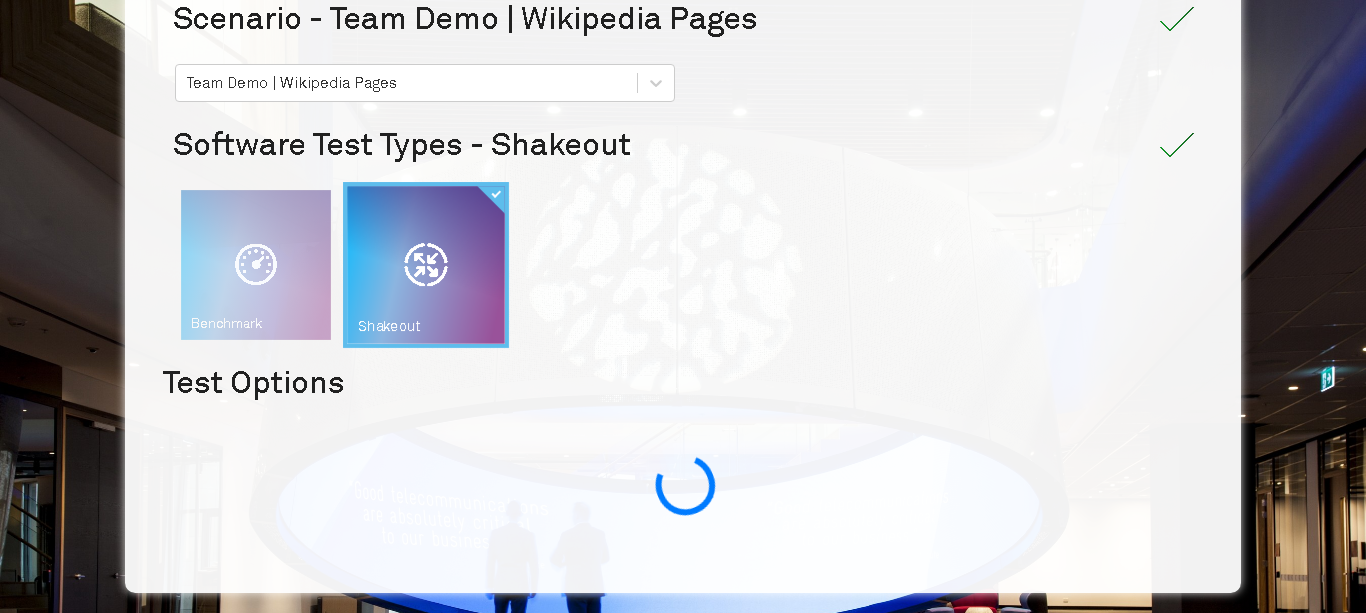 Scenario - Team Demo | Wikipedia Pages
Team Demo | Wikipedia Pages
Software Test Types - Shakeout
Benchmark
Shakeout
Test Options
"Good telecommunications
are absolutely
to our business